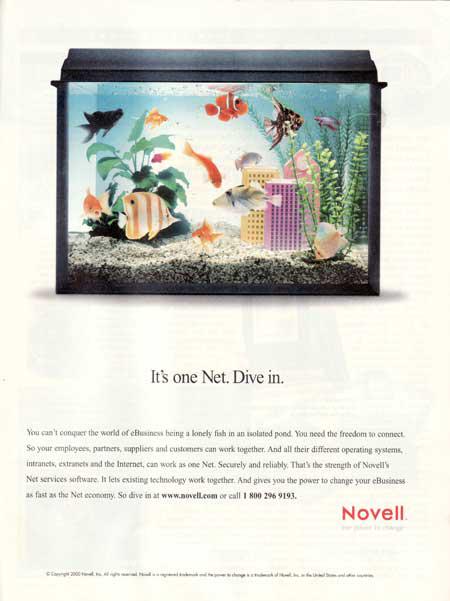 It's one Net. Dive in.
You can't conquer the world of eBusiness being a lonely fish in an isolated pond. You need the freedom to connect.
So your employees, partners, suppliers and customers can work together. And all their different operating systems,
intranets, extranets and the Internet, can work as one Net. Securely and reliably. That's the strength of Novell's
Net services software. It lets existing technology work together. And gives you the power to change your eBusiness
as fast as the Net economy. So dive in at www.novell.com or call 1 800 296 9193.
Novell.
the power to change
© Copyright 2000 Novell, Inc. All rights reserved. Novell is a registered trademark and the power to change is a trademark of Novell, Inc. in the United States and other countries.